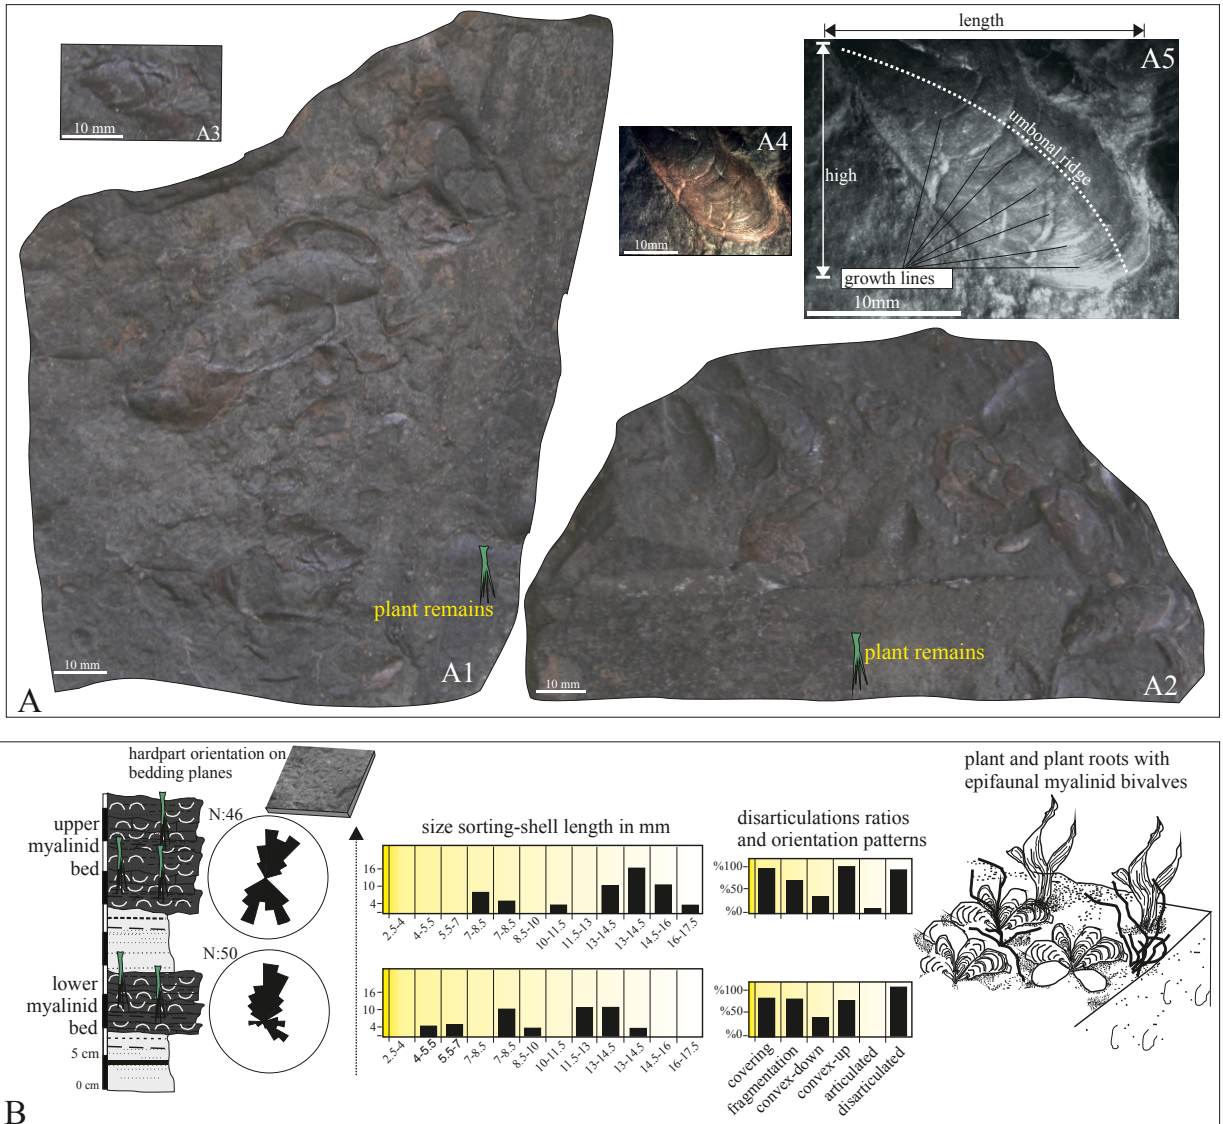 length
A5
high
umbonal ridge
growth lines
10mm
A3
10 mm
A4
10mm
plant remains
10 mm
A1
plant remains
10 mm
A2
A
hardpart orientation on
bedding planes
upper
myalinid
bed
N:46
lower
myalinid
bed
N:50
5 cm
0 cm
size sorting-shell length in mm
16
10
4
2.5-4
4-5.5
5.5-7
7-8.5
7-8.5
8.5-10
10-11.5
11.5-13
13-14.5
13-14.5
14.5-16
16-17.5
16
10
4
2.5-4
4-5.5
5.5-7
7-8.5
7-8.5
8.5-10
11.5-13
13-14.5
13-14.5
14.5-16
16-17.5
disarticulations ratios
and orientation patterns
%100
%50
%0
%100
%50
%0
covering
fragmentation
convex-down
convex-up
articulated
disarticulated
plant and plant roots with
epifaunal myalinid bivalves
B